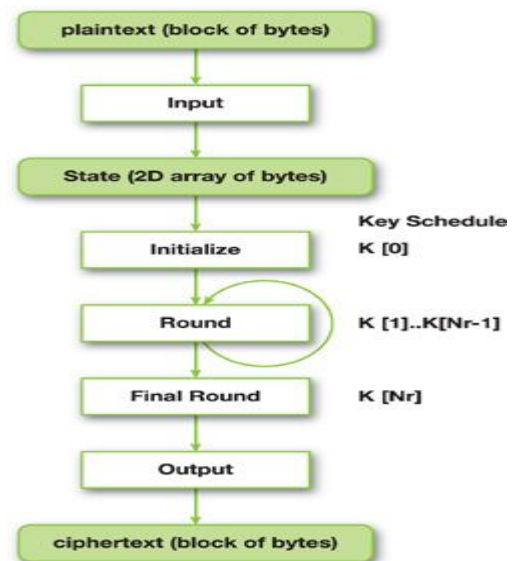 plaintext (block of bytes)
Input
State (2D array of bytes)
Key Schedule
Initialize
K [0]
Round
K [1]..K[Nr-1]
Final Round
K [Nr]
Output
ciphertext (block of bytes)